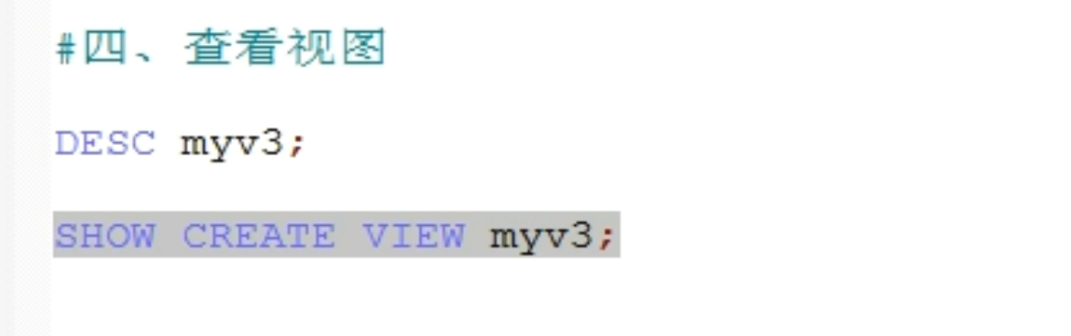 #四、查看视图
DESC myv3;
SHOW CREATE VIEW myv3;